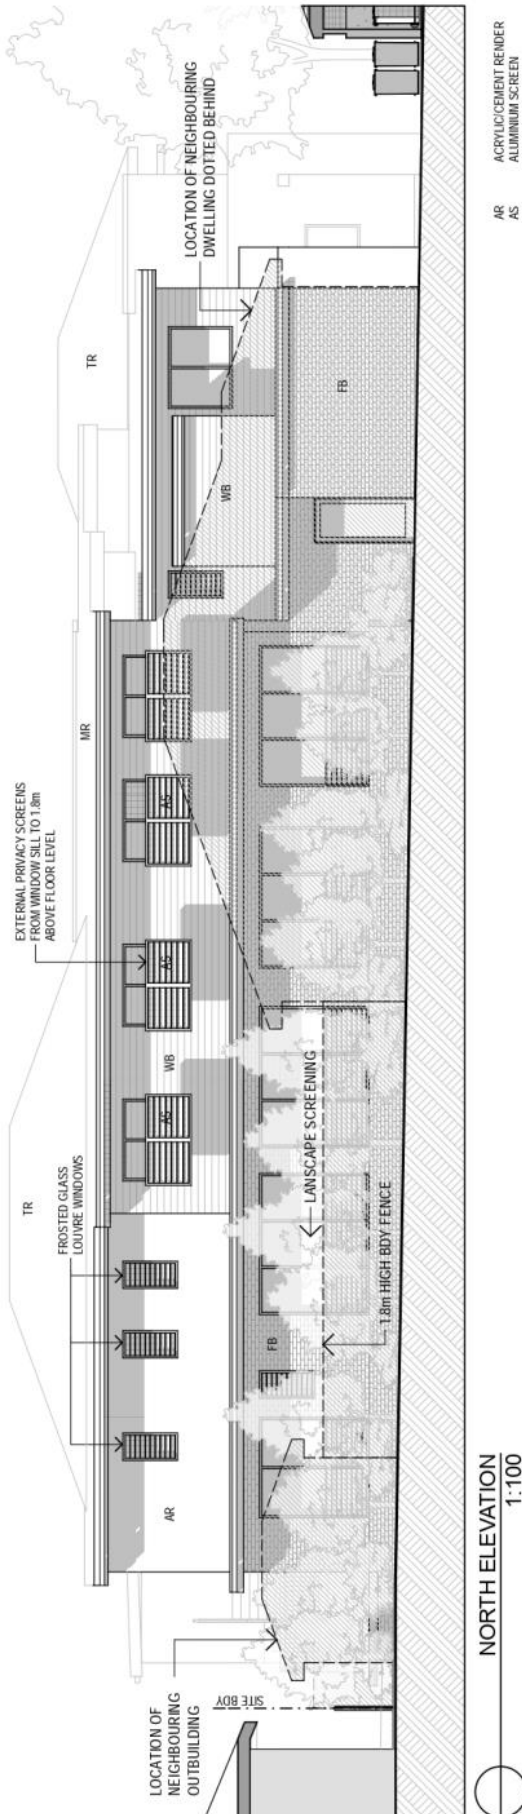 LOCATION OF
NEIGHBOURING
OUTBUILDING
SITE BDY
TR
FROSTED GLASS
LOUVRE WINDOWS
EXTERNAL PRIVACY SCREENS
FROM WINDOW SILL TO 1.8m
ABOVE FLOOR LEVEL
MR
TR
LOCATION OF NEIGHBOURING
DWELLING DOTTED BEHIND
AR
WB
AS
AS
AS
WB
FB
LANSCAPE SCREENING
1.8m HIGH BDY FENCE
FB
NORTH ELEVATION
1:100
AR ACRYLIC/CEMENT RENDER
AS ALUMINIUM SCREEN